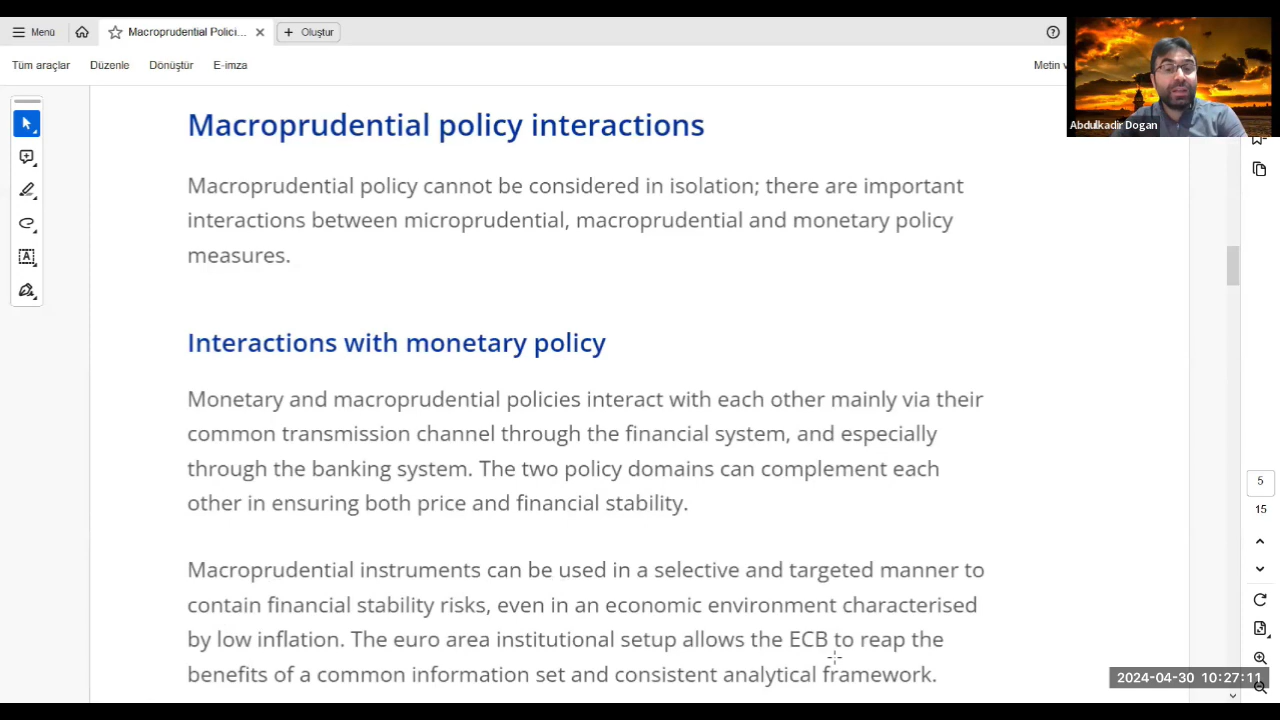 Menü
Macroprudential Polici...
Oluştur
Tüm araçlar
Düzenle
Dönüştür
E-imza
Metin v
Abdulkadir Dogan
Macroprudential policy interactions
Macroprudential policy cannot be considered in isolation; there are important
interactions between microprudential, macroprudential and monetary policy
measures.
Interactions with monetary policy
Monetary and macroprudential policies interact with each other mainly via their
common transmission channel through the financial system, and especially
through the banking system. The two policy domains can complement each
other in ensuring both price and financial stability.
Macroprudential instruments can be used in a selective and targeted manner to
contain financial stability risks, even in an economic environment characterised
by low inflation. The euro area institutional setup allows the ECB to reap the
benefits of a common information set and consistent analytical framework.
5
15
2024-04-30 10:27:11